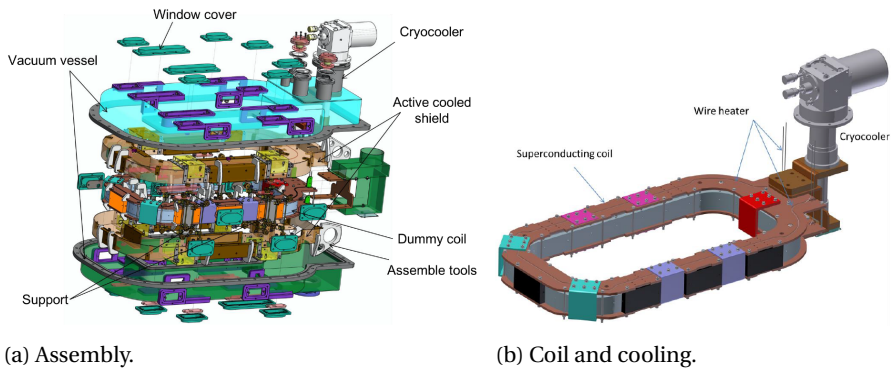 Window cover
Cryocooler
Vacuum vessel
Active cooled
shield
Dummy coil
Assemble tools
Support
(a) Assembly.
Wire heater
Cryocooler
Superconducting coil
(b) Coil and cooling.